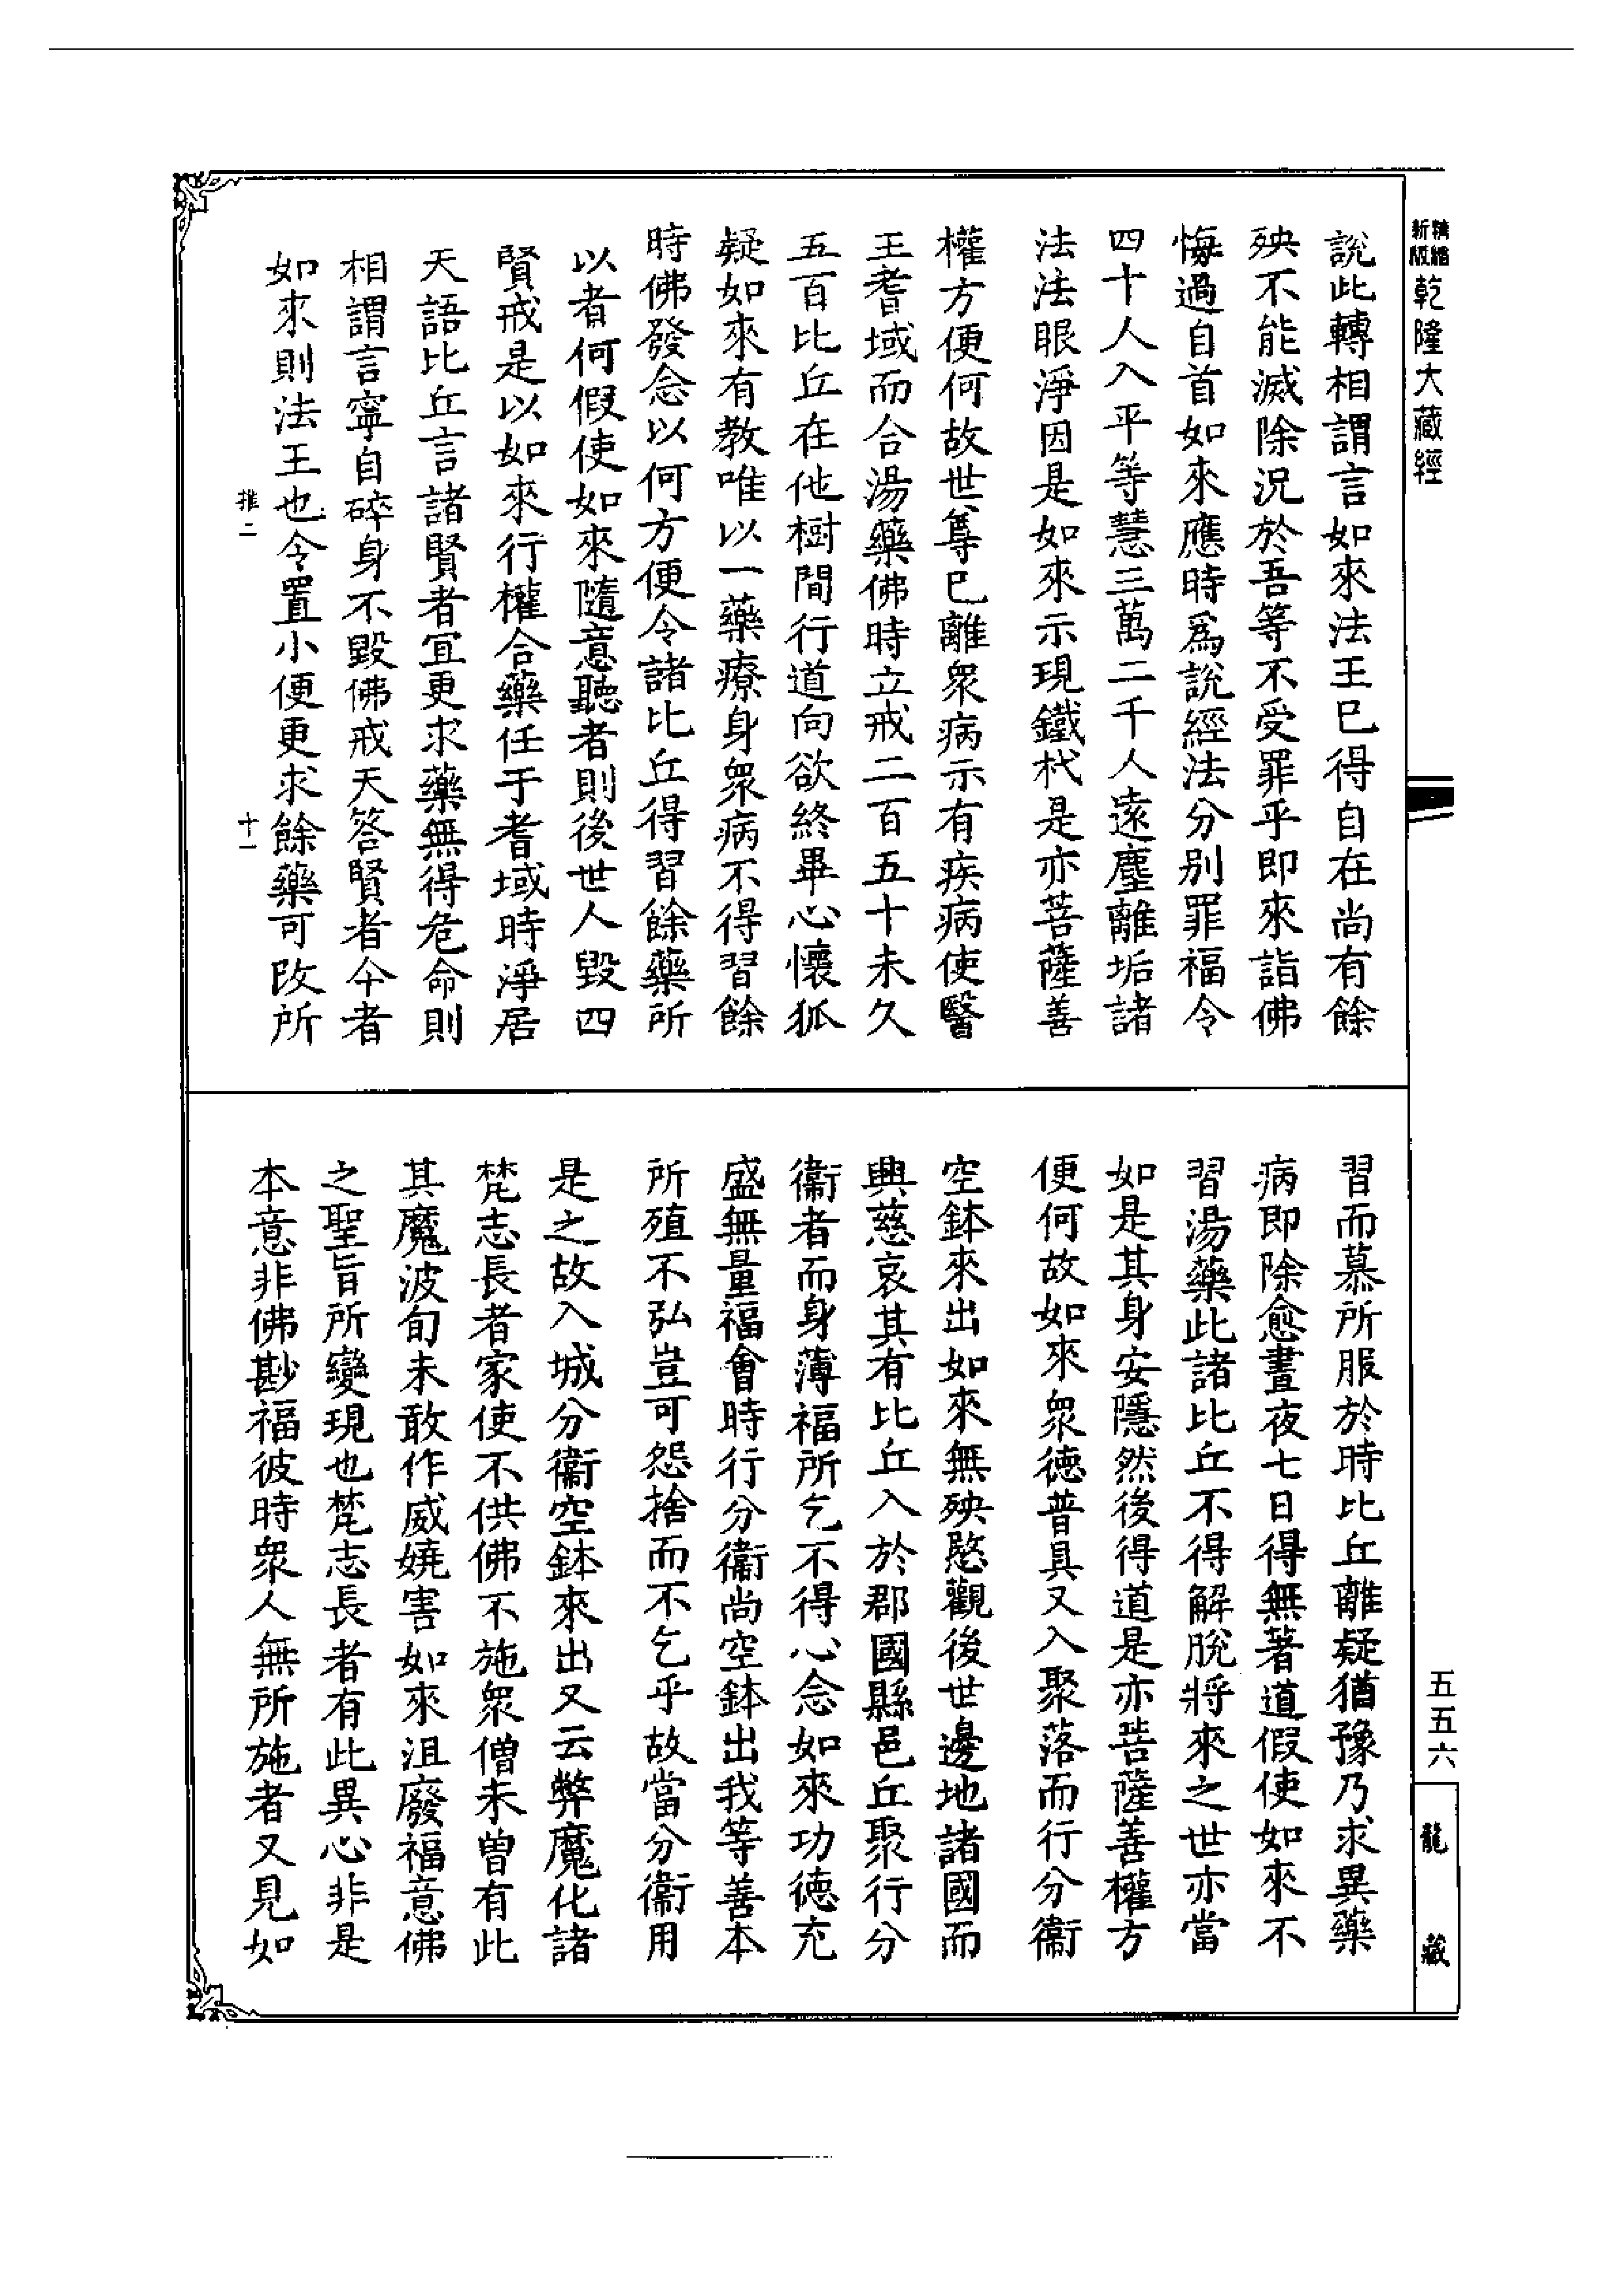 精縮新版乾隆大藏經
說此轉相謂言如來法王已得自在尚有餘
殃不能滅除況於吾等不受罪乎即來詣佛
悔過自首如來應時爲說經法分別罪福令
四十人入平等慧三萬二千人遠塵離垢諸
法法眼淨因是如來示現鐵杙是亦菩薩善
權方便何故世尊已離衆病示有疾病使醫
王耆域而合湯藥佛時立戒二百五十未久
五百比丘在他樹間行道向欲終畢心懷狐
疑如來有教唯以一藥療身衆病不得習餘
時佛發念以何方便令諸比丘得習餘藥所
以者何假使如來隨意聽者則後世人毀四
賢戒是以如來行權合藥任于耆域時淨居
天語比丘言諸賢者宜更求藥無得危命則
相謂言寧自碎身不毀佛戒天答賢者今者
如來則法王也令置小便更求餘藥可改所
推二
十一
習而慕所服於時比丘離疑猶豫乃求異藥
病即除愈晝夜七日得無著道假使如來不
習湯藥此諸比丘不得解脫將來之世亦當
如是其身安隱然後得道是亦菩薩善權方
便何故如來衆德普具又入聚落而行分衞
空鉢來出如來無殃愍觀後世邊地諸國而
興慈哀其有比丘入於郡國縣邑丘聚行分
衞者而身薄福所乞不得心念如來功德充
盛無量福會時行分衞尚空鉢出我等善本
所殖不弘豈可怨捨而不乞乎故當分衞用
是之故入城分衞空鉢來出又云弊魔化諸
梵志長者家使不供佛不施衆僧未曾有此
其魔波旬未敢作威嬈害如來沮廢福意佛
之聖旨所變現也梵志長者有此異心非是
本意非佛尠福彼時衆人無所施者又見如
五五六
龍藏